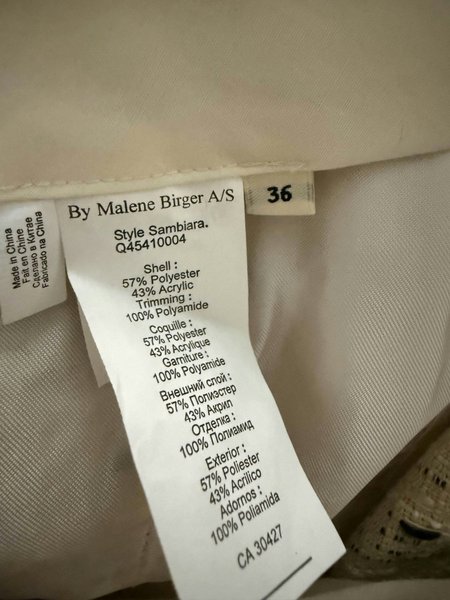 Made in China
Fait en Chine
Сделано в Китае
Fabricado na China
By Malene Birger A/S
36
Style Sambiara.
Q45410004
Shell :
57% Polyester
43% Acrylic
Trimming :
100% Polyamide
Coquille :
57% Polyester
43% Acrylique
Garniture :
100% Polyamide
Внешний слой :
57% Полиэстер
43% Акрил
Отделка :
100% Полиамид
Exterior :
57% Poliester
43% Acrilico
Adornos :
100% Poliamida
CA 30427